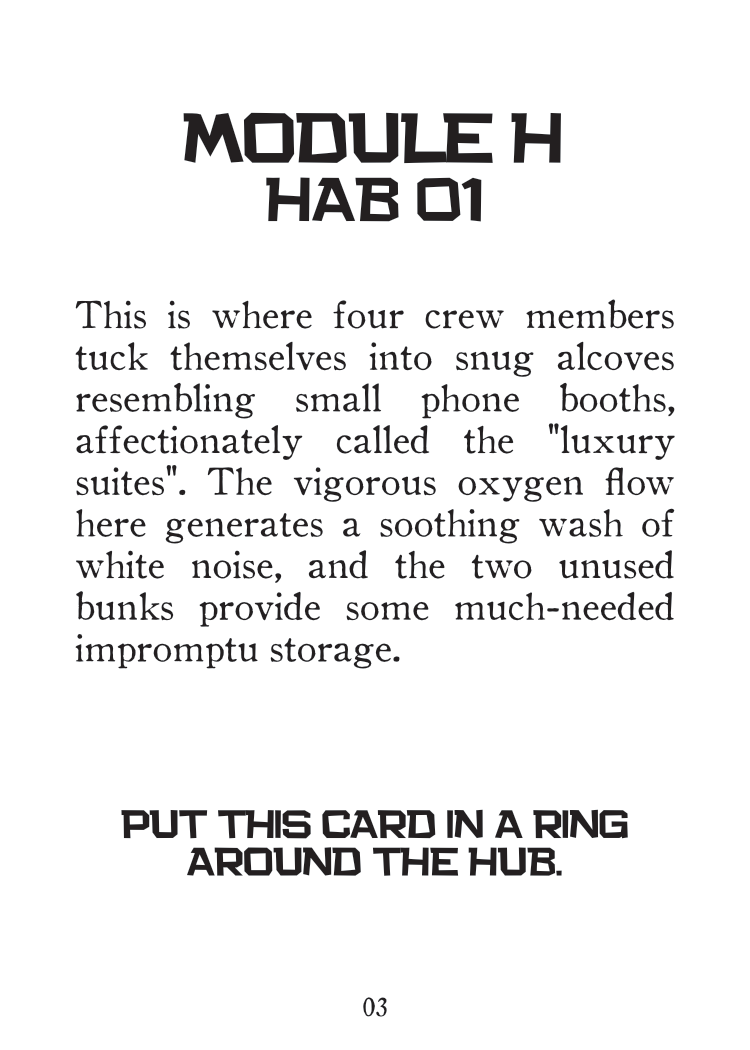 MODULE H
HAB 01
This is where four crew members
tuck themselves into snug alcoves
resembling small phone booths,
affectionately called the "luxury
suites". The vigorous oxygen flow
here generates a soothing wash of
white noise, and the two unused
bunks provide some much-needed
impromptu storage.
PUT THIS CARD IN A RING
AROUND THE HUB.
03